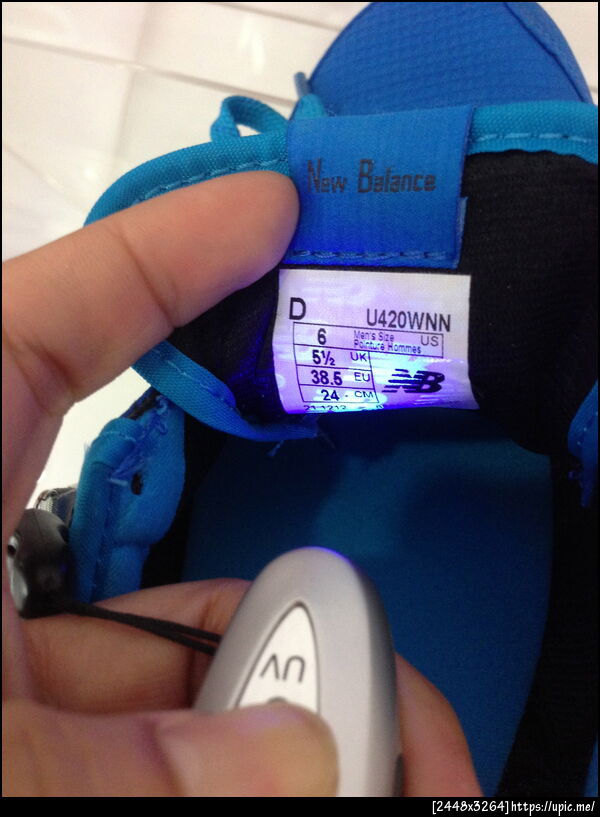 New Balance
D U420WNN
6 Men's Size US
Pointure Hommes
5½ UK
38.5 EU
24 CM
NB
UV
[2448x3264]https://upic.me/